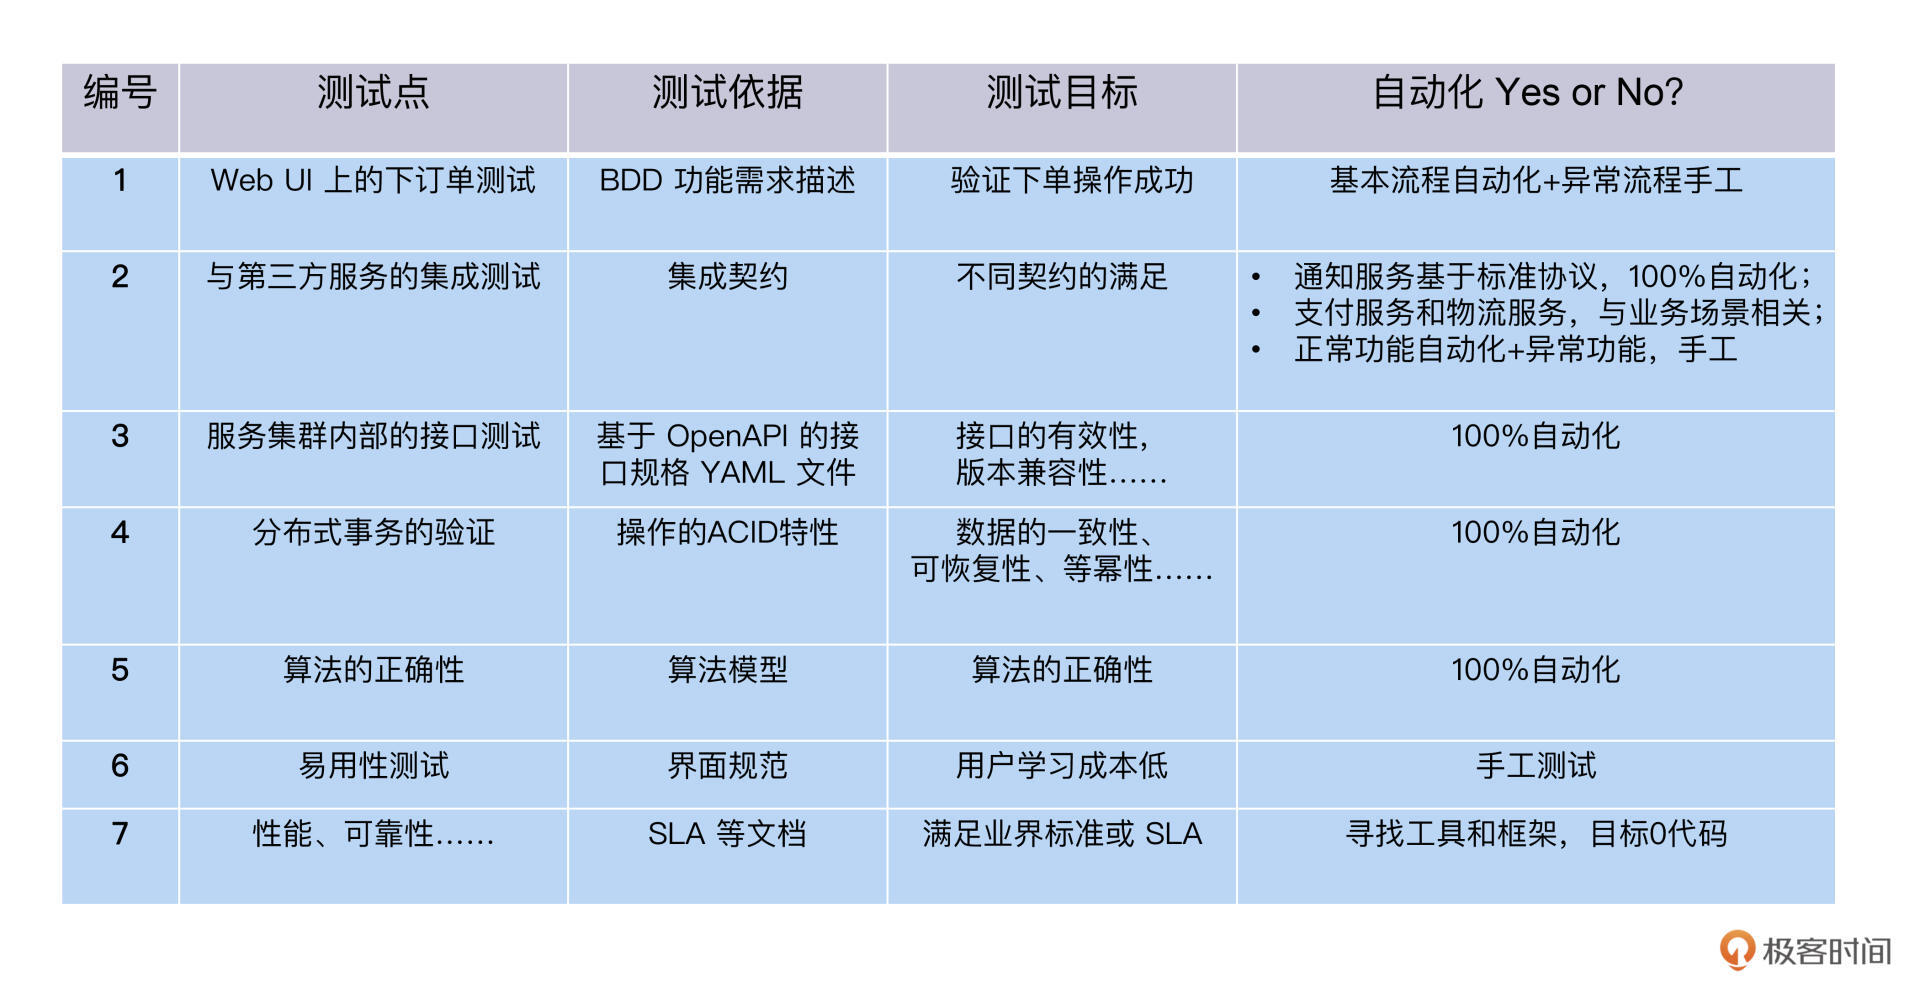 编号 测试点 测试依据 测试目标 自动化 Yes or No?
1 Web UI 上的下订单测试 BDD 功能需求描述 验证下单操作成功 基本流程自动化+异常流程手工
2 与第三方服务的集成测试 集成契约 不同契约的满足 • 通知服务基于标准协议，100%自动化；
• 支付服务和物流服务，与业务场景相关；
• 正常功能自动化+异常功能，手工
3 服务集群内部的接口测试 基于 OpenAPI 的接 接口的有效性， 100%自动化
口规格 YAML 文件 版本兼容性……
4 分布式事务的验证 操作的ACID特性 数据的一致性、 100%自动化
可恢复性、等幂性……
5 算法的正确性 算法模型 算法的正确性 100%自动化
6 易用性测试 界面规范 用户学习成本低 手工测试
7 性能、可靠性…… SLA 等文档 满足业界标准或 SLA 寻找工具和框架，目标0代码
极客时间